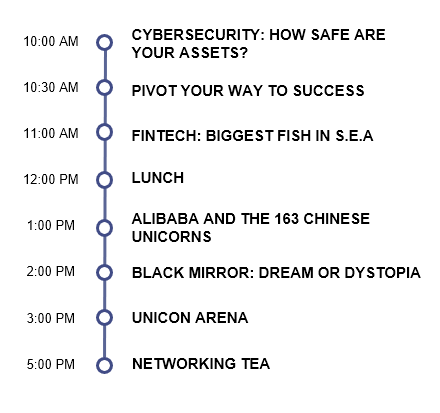 10:00 AM
CYBERSECURITY: HOW SAFE ARE
YOUR ASSETS?
10:30 AM
PIVOT YOUR WAY TO SUCCESS
11:00 AM
FINTECH: BIGGEST FISH IN S.E.A
12:00 PM
LUNCH
1:00 PM
ALIBABA AND THE 163 CHINESE
UNICORNS
2:00 PM
BLACK MIRROR: DREAM OR DYSTOPIA
3:00 PM
UNICON ARENA
5:00 PM
NETWORKING TEA